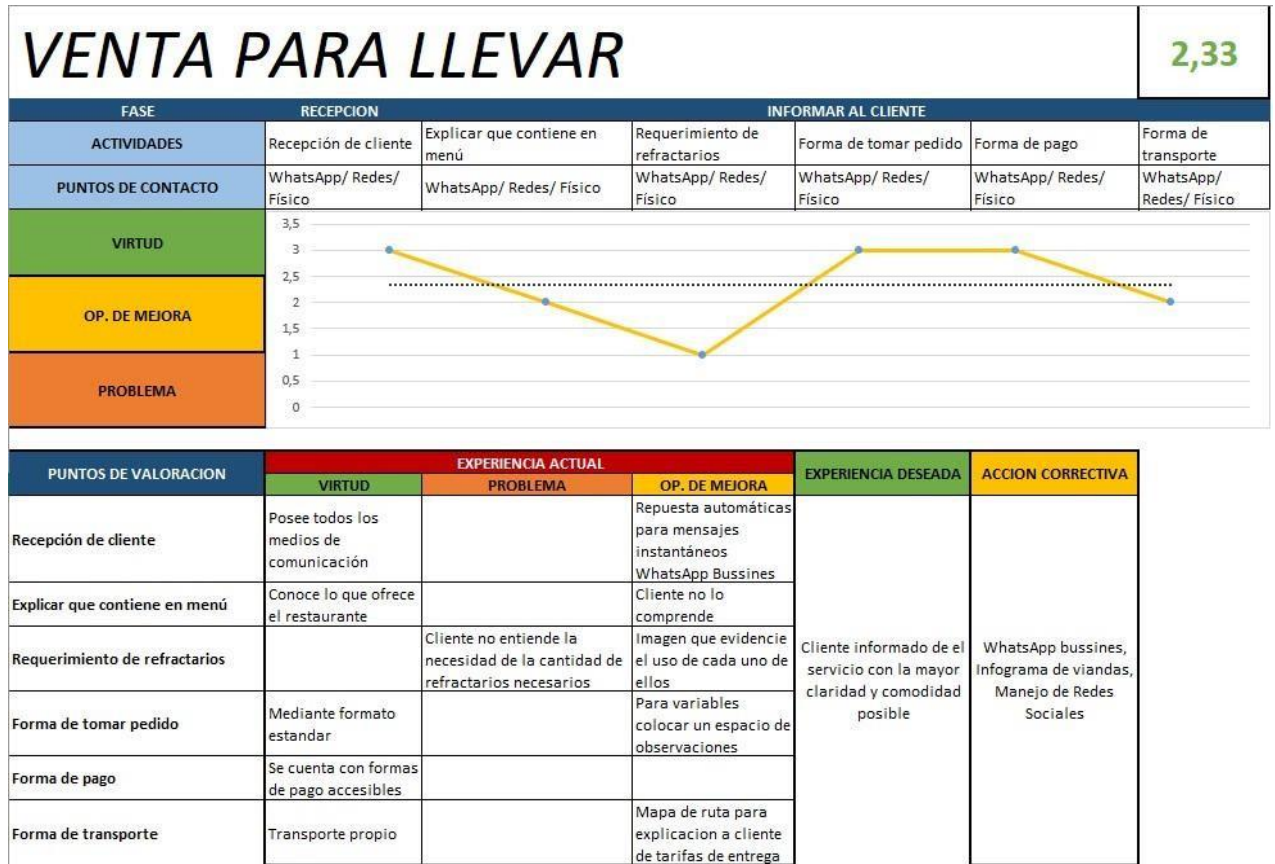 VENTA PARA LLEVAR
2,33
FASE
RECEPCION
INFORMAR AL CLIENTE
ACTIVIDADES
Recepción de cliente
Explicar que contiene en
menú
Requerimiento de
refractarios
Forma de tomar pedido
Forma de pago
Forma de
transporte
PUNTOS DE CONTACTO
WhatsApp/ Redes/
Físico
WhatsApp/ Redes/ Físico
WhatsApp/ Redes/
Físico
WhatsApp/ Redes/
Físico
WhatsApp/ Redes/
Físico
WhatsApp/
Redes/ Físico
VIRTUD
OP. DE MEJORA
PROBLEMA
3,5
3
2,5
2
1,5
1
0,5
0
PUNTOS DE VALORACION
EXPERIENCIA ACTUAL
VIRTUD
PROBLEMA
OP. DE MEJORA
EXPERIENCIA DESEADA
ACCION CORRECTIVA
Recepción de cliente
Posee todos los
medios de
comunicación
Repuesta automáticas
para mensajes
instantáneos
WhatsApp Bussines
Explicar que contiene en menú
Conoce lo que ofrece
el restaurante
Cliente no lo
comprende
Requerimiento de refractarios
Cliente no entiende la
necesidad de la cantidad de
refractarios necesarios
Imagen que evidencie
el uso de cada uno de
ellos
Forma de tomar pedido
Mediante formato
estandar
Para variables
colocar un espacio de
observaciones
Forma de pago
Se cuenta con formas
de pago accesibles
Forma de transporte
Transporte propio
Mapa de ruta para
explicacion a cliente
de tarifas de entrega
Cliente informado de el
servicio con la mayor
claridad y comodidad
posible
WhatsApp bussines,
Infograma de viandas,
Manejo de Redes
Sociales